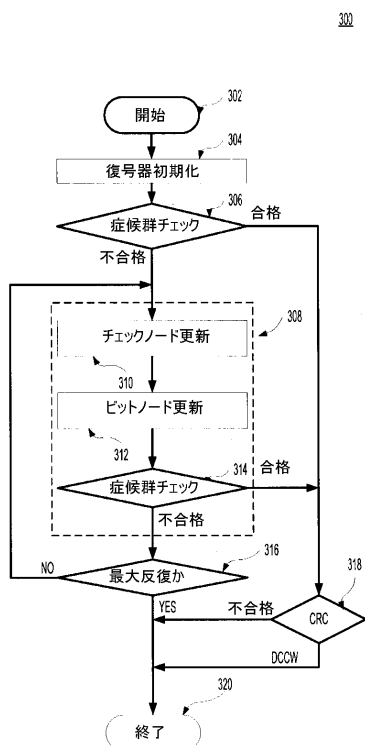 300
開始
302
304
復号器初期化
306
症候群チェック
合格
不合格
308
チェックノード更新
310
ビットノード更新
312
314
症候群チェック
合格
不合格
316
最大反復か
NO
YES
不合格
318
CRC
DCCW
320
終了